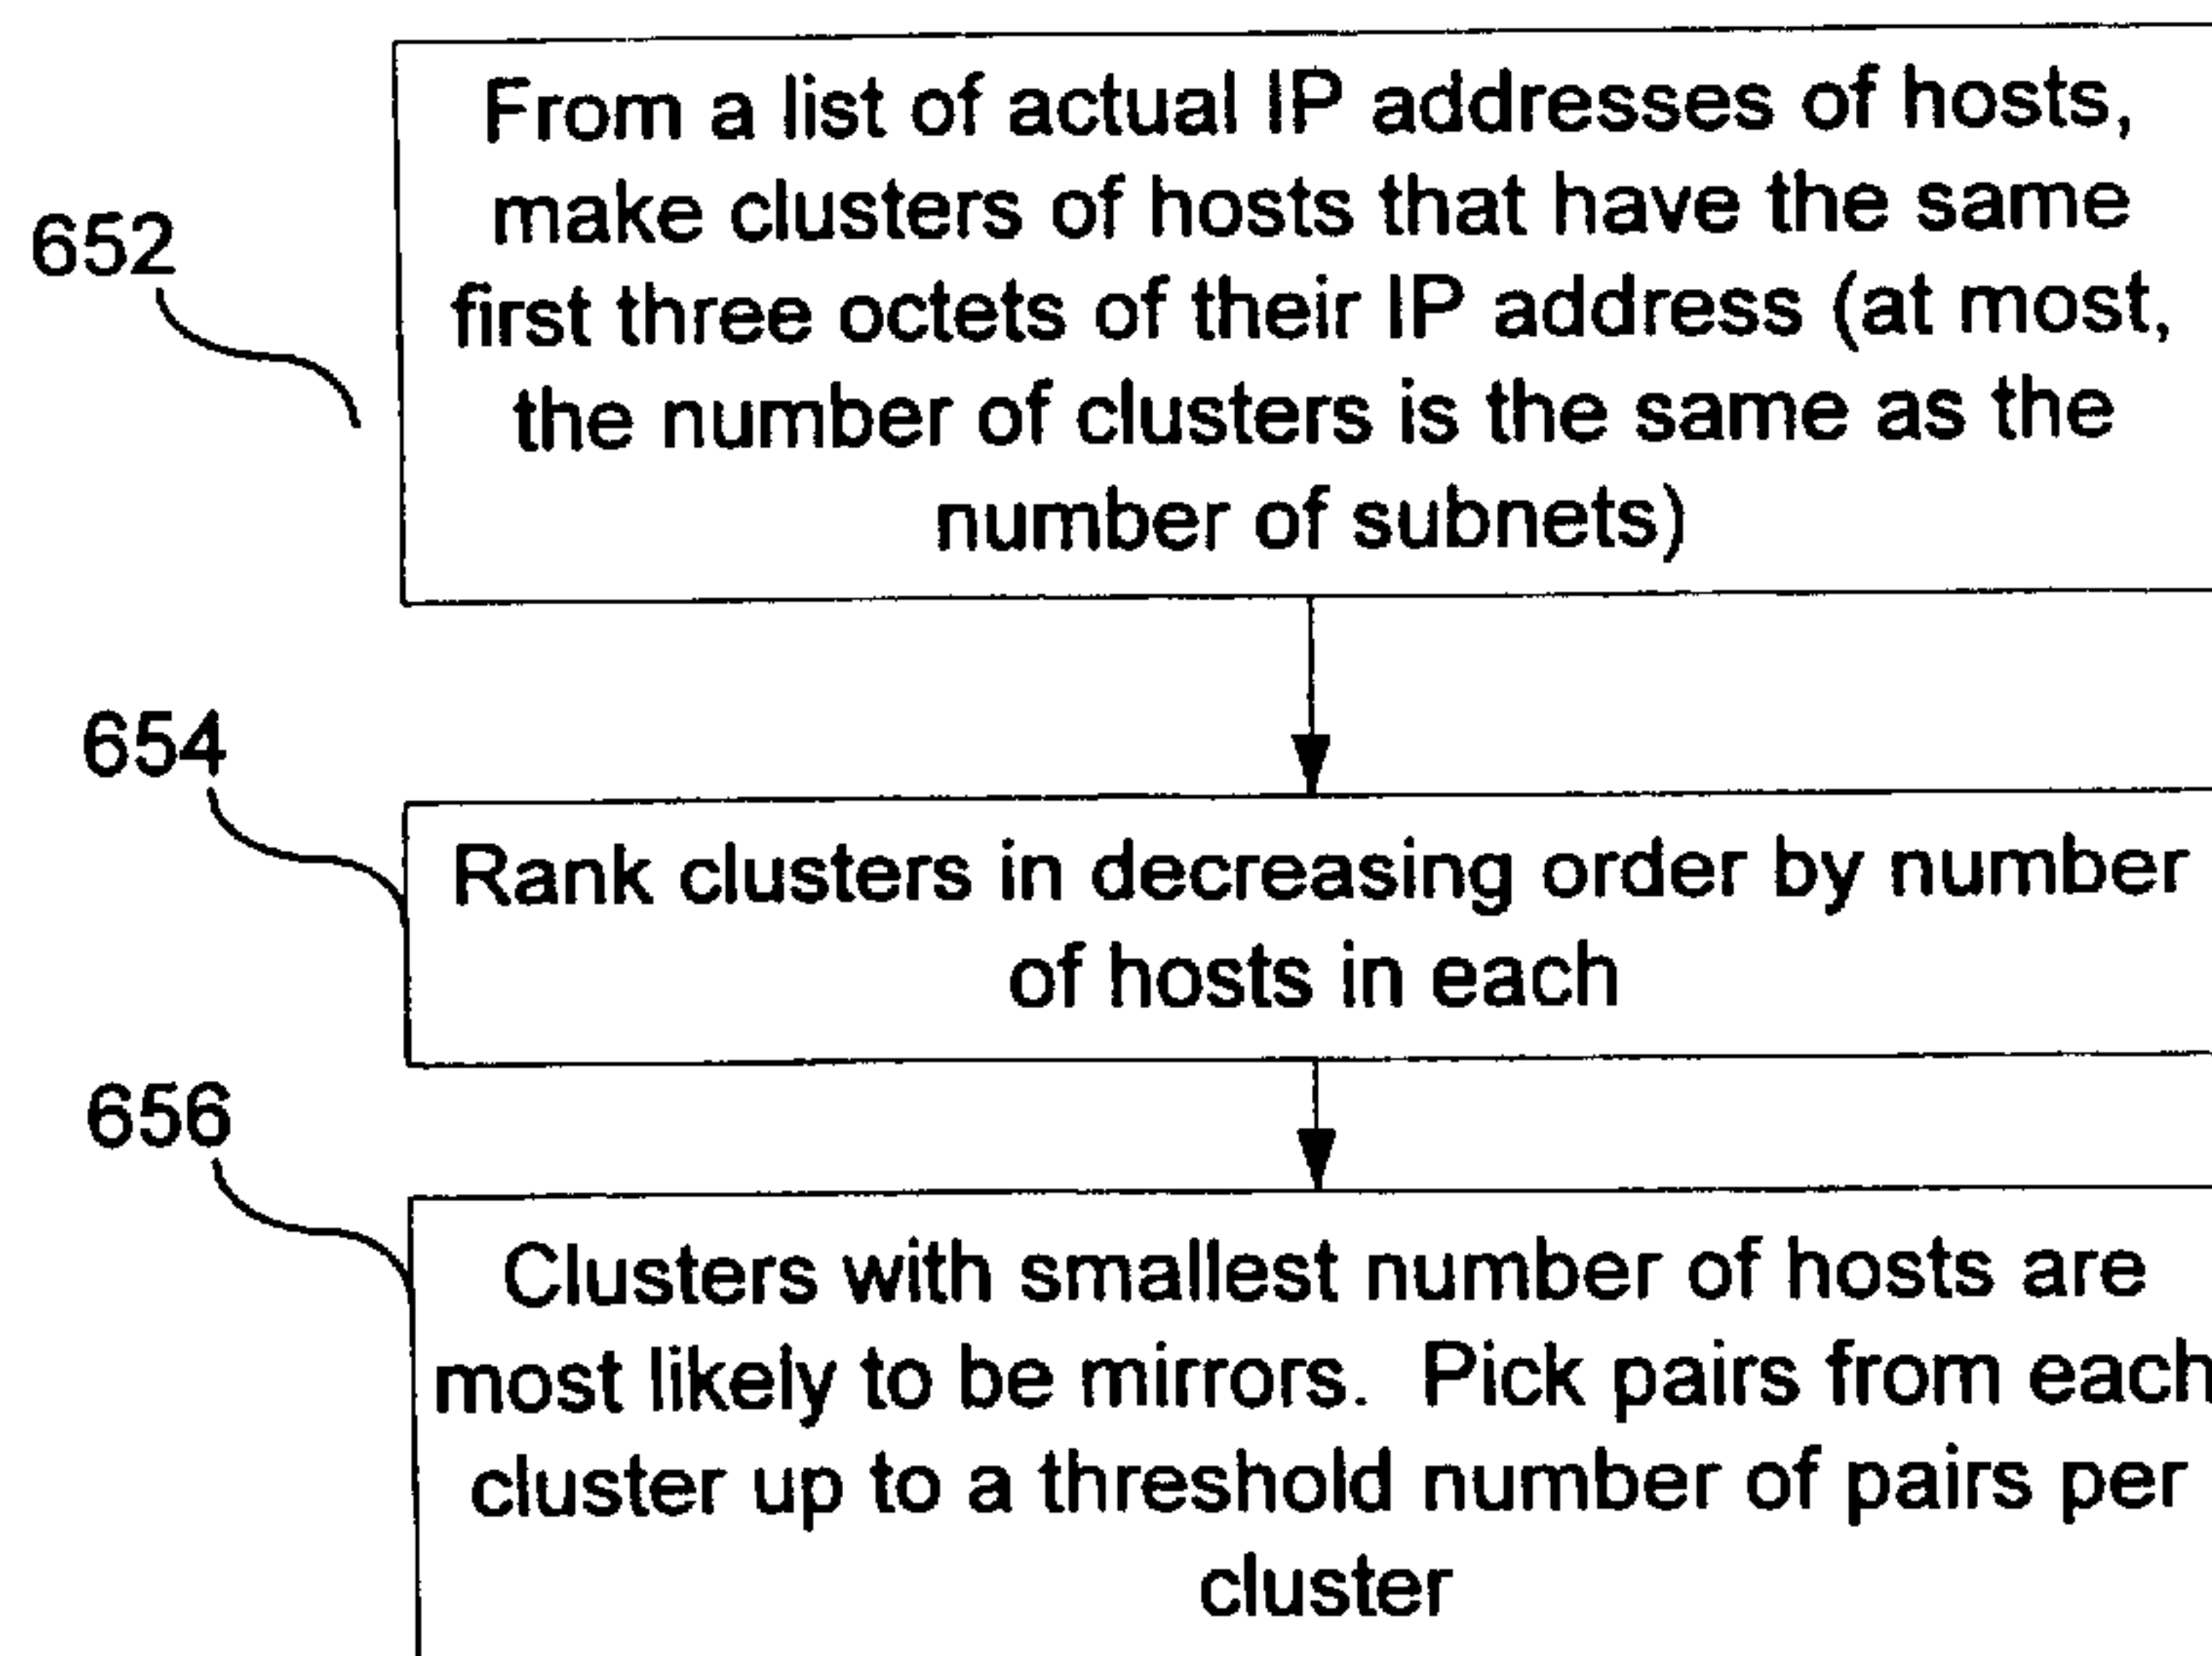 From a list of actual IP addresses of hosts,
make clusters of hosts that have the same
652
first three octets of their IP address (at most,
the number of clusters is the same as the
number of subnets)
654
Rank clusters in decreasing order by number
of hosts in each
656
Clusters with smallest number of hosts are
most likely to be mirrors. Pick pairs from each
cluster up to a threshold number of pairs per
cluster